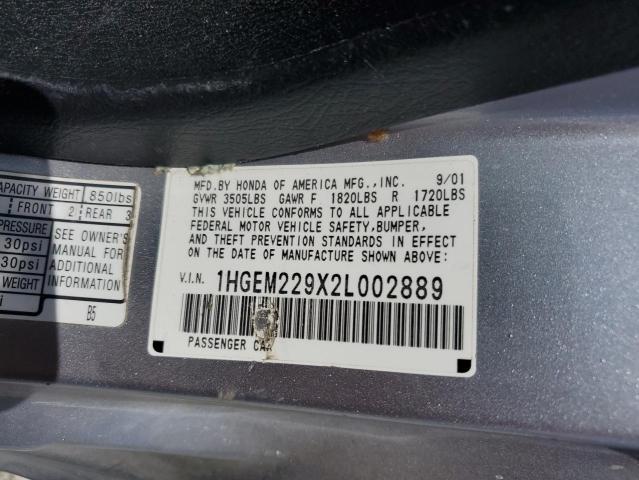 CAPACITY WEIGHT 850lbs
FRONT 2 REAR 3
PRESSURE
30psi
30psi
WEIGHT
SEE OWNER'S
MANUAL FOR
ADDITIONAL
INFORMATION
B5
MFD.BY HONDA OF AMERICA MFG.,INC. 9/01
GVWR 3505LBS GAWR F 1820LBS R 1720LBS
THIS VEHICLE CONFORMS TO ALL APPLICABLE
FEDERAL MOTOR VEHICLE SAFETY,BUMPER,
AND THEFT PREVENTION STANDARDS IN EFFECT
ON THE DATE OF MANUFACTURE SHOWN ABOVE:
V.I.N. 1HGEM229X2L002889
PASSENGER CAR